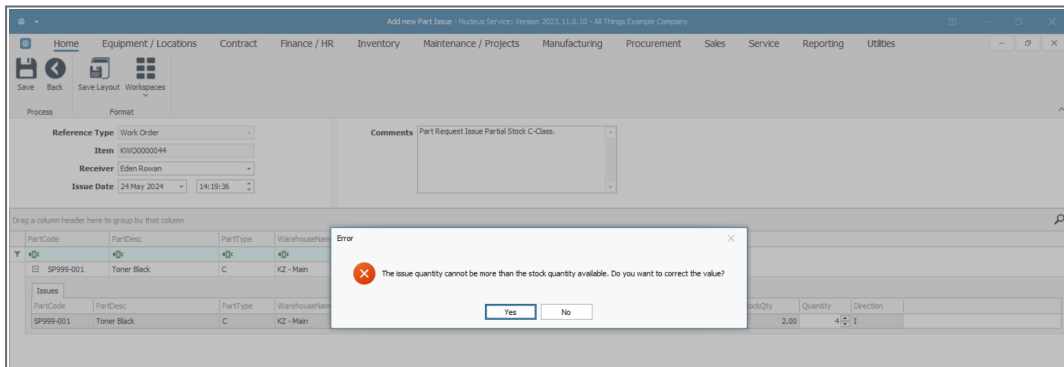 Add new Part Issue - Nucleus Service: Version 2023.11.0.10 - All Things Example Company
Home Equipment / Locations Contract Finance / HR Inventory Maintenance / Projects Manufacturing Procurement Sales Service Reporting Utilities
Save Back Save Layout Workspaces
Process Format
Reference Type Work Order
Comments Part Request Issue Partial Stock C-Class.
Item KWO0000044
Receiver Eden Rowan
Issue Date 24 May 2024 14:19:36
Drag a column header here to group by that column
PartCode PartDesc PartType WarehouseNam
SP999-001 Toner Black C KZ - Main
Issues
PartCode PartDesc PartType WarehouseNam Quantity Direction
SP999-001 Toner Black C KZ - Main 2.00 4 I
Error
The issue quantity cannot be more than the stock quantity available. Do you want to correct the value?
Yes No